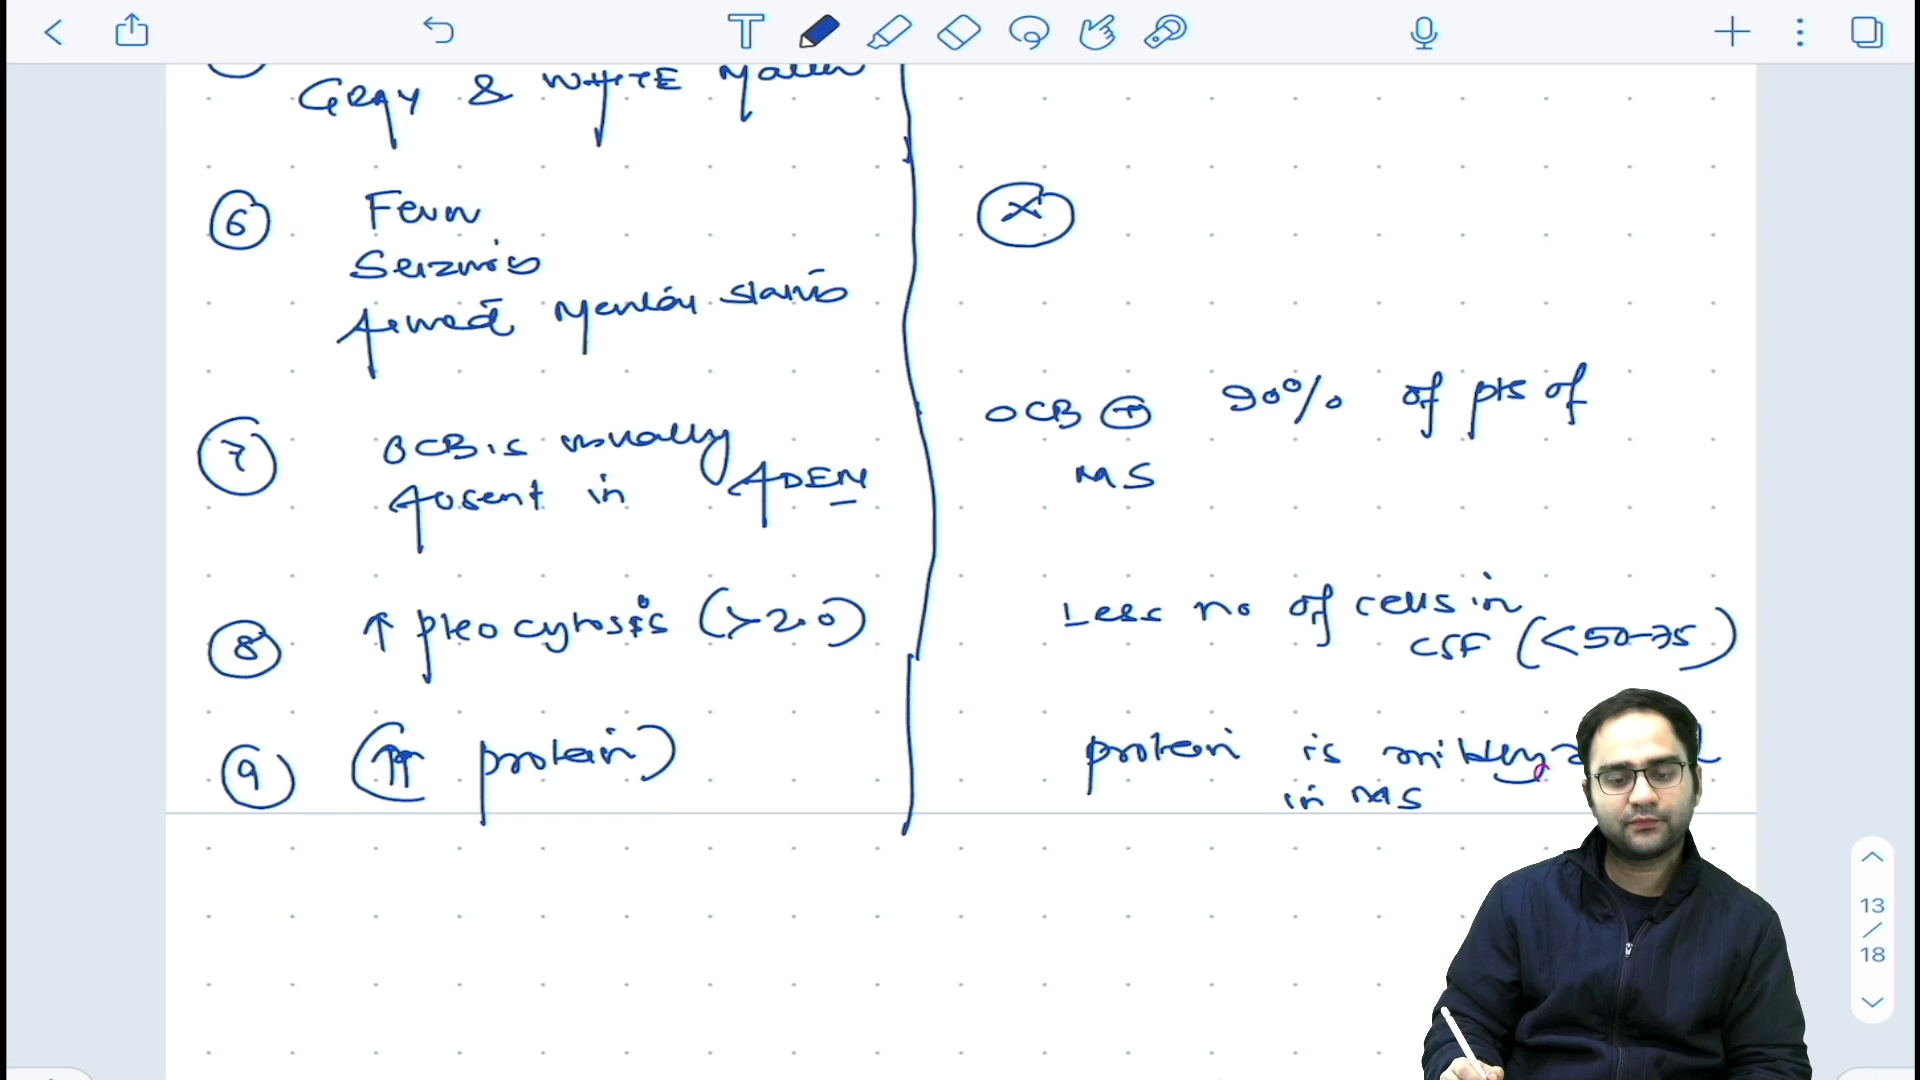 GRAY & WHITE Matter
6 Fever
Seizures
Altered Mental status
7 OCB is usually
Absent in ADEM
8 ↑ pleocytosis (>20)
9 (↑↑ protein)
X
OCB + 90% of pts of
MS
Less no of cells in
CSF (<50-75)
protein is mildly
in MS
13
/
18